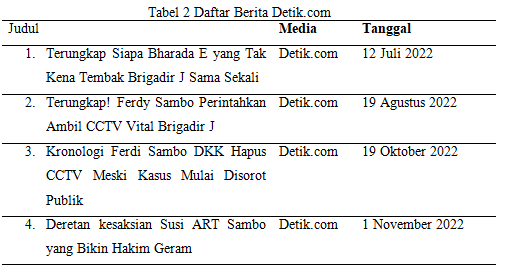 Tabel 2 Daftar Berita Detik.com
Judul Media Tanggal
1. Terungkap Siapa Bharada E yang Tak Detik.com 12 Juli 2022
Kena Tembak Brigadir J Sama Sekali
2. Terungkap! Ferdy Sambo Perintahkan Detik.com 19 Agustus 2022
Ambil CCTV Vital Brigadir J
3. Kronologi Ferdi Sambo DKK Hapus Detik.com 19 Oktober 2022
CCTV Meski Kasus Mulai Disorot
Publik
4. Deretan kesaksian Susi ART Sambo Detik.com 1 November 2022
yang Bikin Hakim Geram